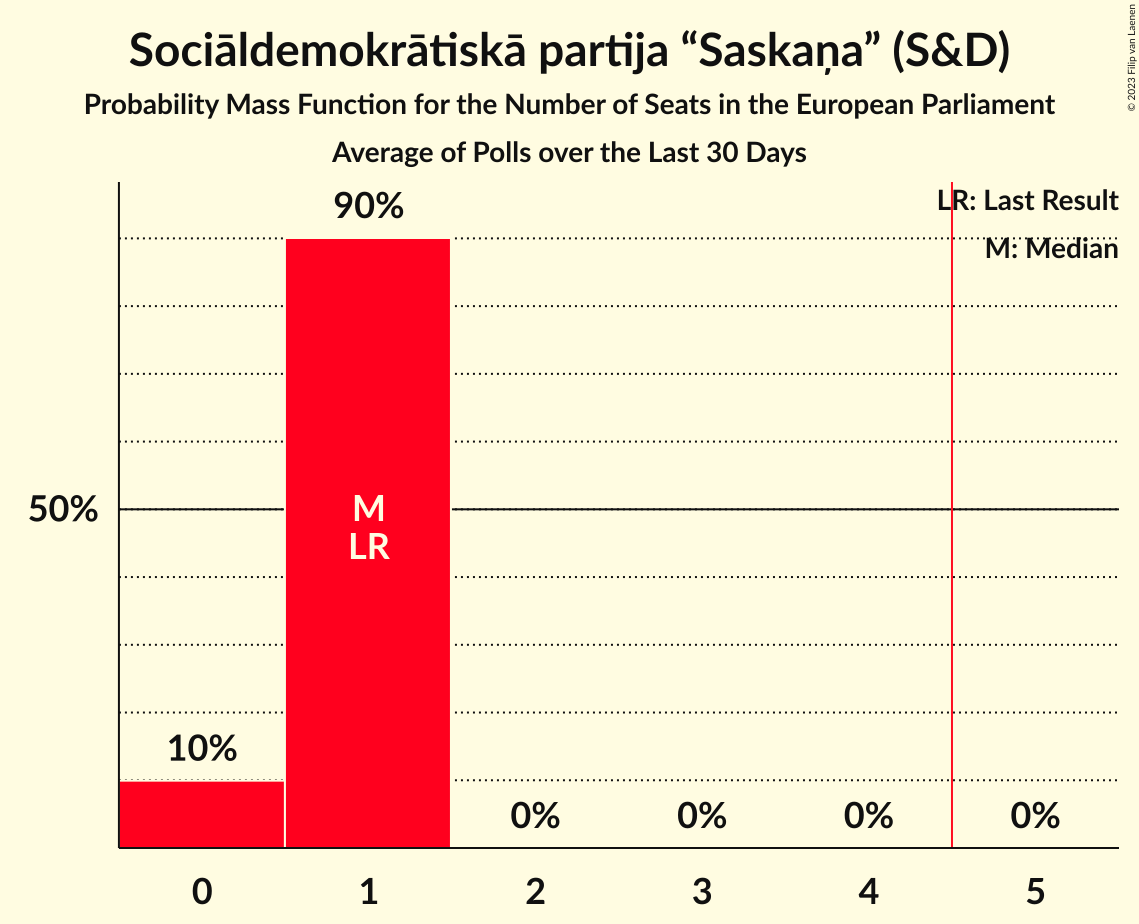 Sociāldemokrātiskā partija “Saskaņa” (S&D)
Probability Mass Function for the Number of Seats in the European Parliament
Average of Polls over the Last 30 Days
© 2023 Filip van Laenen
LR: Last Result
M: Median
90%
50%
M
LR
10%
0%
0%
0%
0%
0
1
2
3
4
5